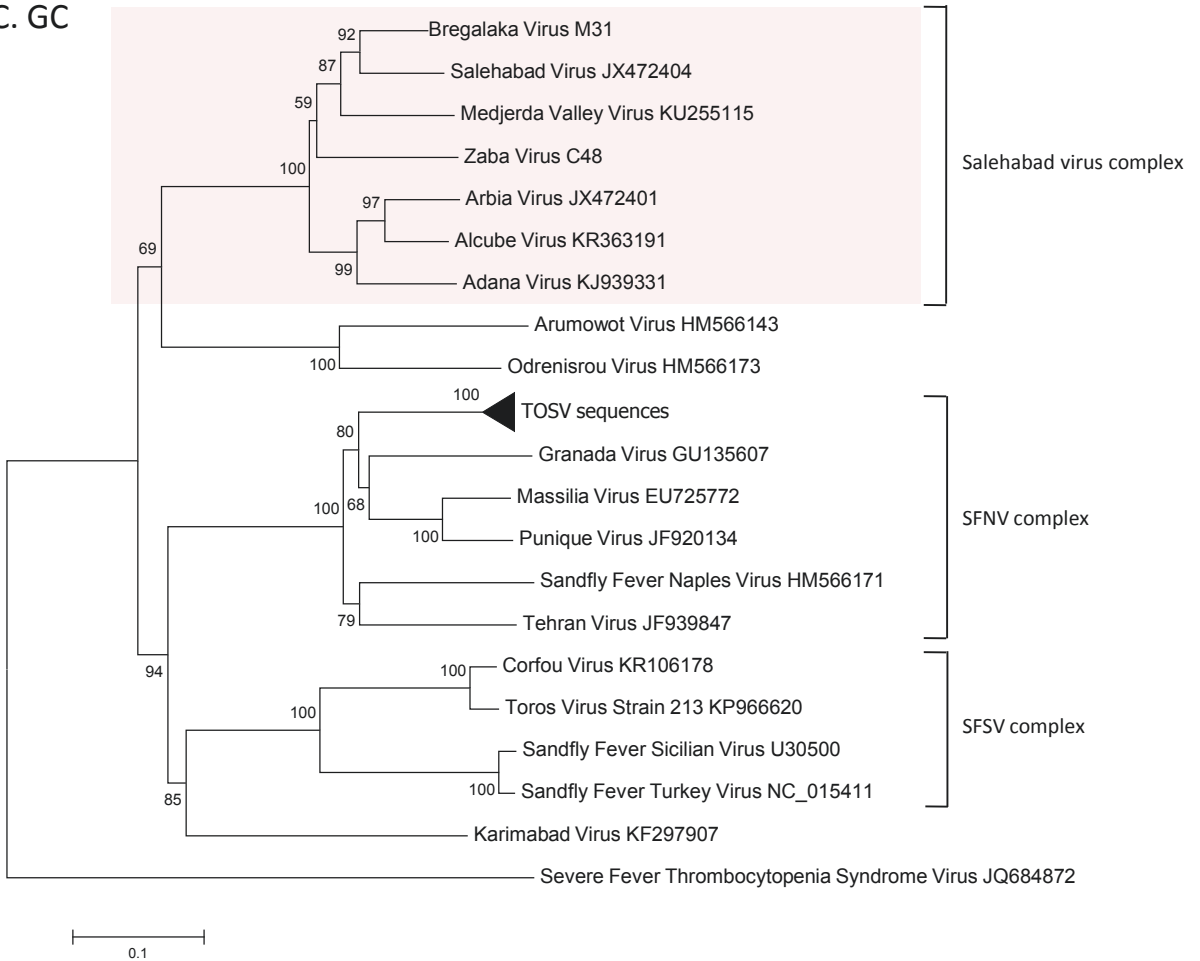 C. GC
92
Bregalaka Virus M31
87
Salehabad Virus JX472404
59
Medjerda Valley Virus KU255115
Zaba Virus C48
100
Salehabad virus complex
97
Arbia Virus JX472401
Alcube Virus KR363191
99
Adana Virus KJ939331
69
Arumowot Virus HM566143
100
Odrenisrou Virus HM566173
100
TOSV sequences
80
Granada Virus GU135607
68
Massilia Virus EU725772
100
100
Punique Virus JF920134
SFNV complex
Sandfly Fever Naples Virus HM566171
79
Tehran Virus JF939847
94
100
Corfou Virus KR106178
Toros Virus Strain 213 KP966620
100
SFSV complex
Sandfly Fever Sicilian Virus U30500
100
Sandfly Fever Turkey Virus NC_015411
85
Karimabad Virus KF297907
Severe Fever Thrombocytopenia Syndrome Virus JQ684872
0.1